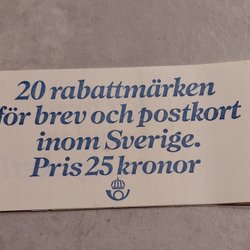 20 rabattmärken
för brev och postkort
inom Sverige.
Pris 25 kronor